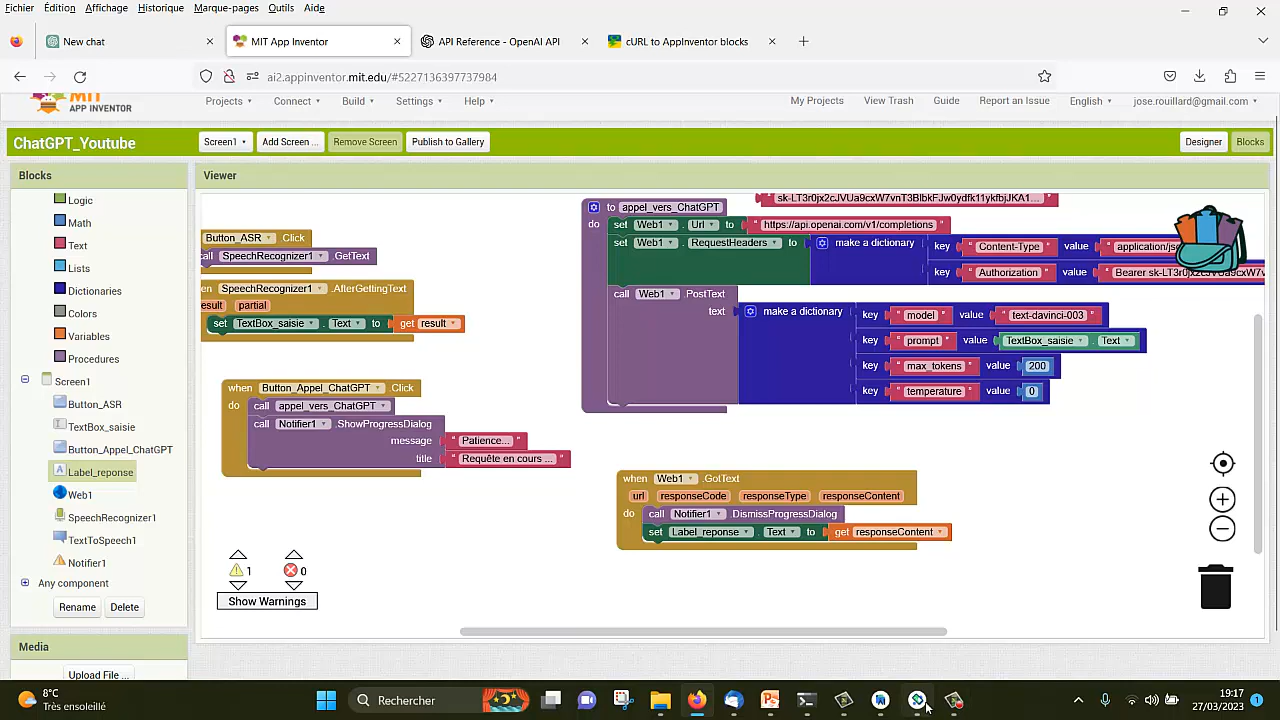 Fichier Édition Affichage Historique Marque-pages Outils Aide
New chat
MIT App Inventor
API Reference - OpenAI API
cURL to AppInventor blocks
ai2.appinventor.mit.edu/#5227136397737984
MIT
APP INVENTOR
Projects Connect Build Settings Help
My Projects View Trash Guide Report an Issue English jose.rouillard@gmail.com
ChatGPT_Youtube
Screen1 Add Screen ... Remove Screen Publish to Gallery
Designer Blocks
Blocks
Viewer
Logic
Math
Text
Lists
Dictionaries
Colors
Variables
Procedures
Screen1
Button_ASR
TextBox_saisie
Button_Appel_ChatGPT
Label_reponse
Web1
SpeechRecognizer1
TextToSpeech1
Notifier1
Any component
Rename Delete
Media
Upload File ...
Button_ASR .Click
SpeechRecognizer1 .GetText
SpeechRecognizer1 .AfterGettingText
partial
set TextBox_saisie . Text to get result
when Button_Appel_ChatGPT .Click
do call appel_vers_ChatGPT
call Notifier1 .ShowProgressDialog
message " Patience... "
title " Requête en cours ... "
to appel_vers_ChatGPT
do set Web1 . Url to " https://api.openai.com/v1/completions "
set Web1 . RequestHeaders to make a dictionary key " Content-Type " value
key " Authorization " value
call Web1 .PostText
text make a dictionary key " model " value " text-davinci-003 "
key " prompt " value TextBox_saisie . Text
key " max_tokens " value 200
key " temperature " value 0
when Web1 .GotText
url responseCode responseType responseContent
do call Notifier1 .DismissProgressDialog
set Label_reponse . Text to get responseContent
1 0
Show Warnings
8°C
Très ensoleillé
Rechercher
19:17
27/03/2023
1